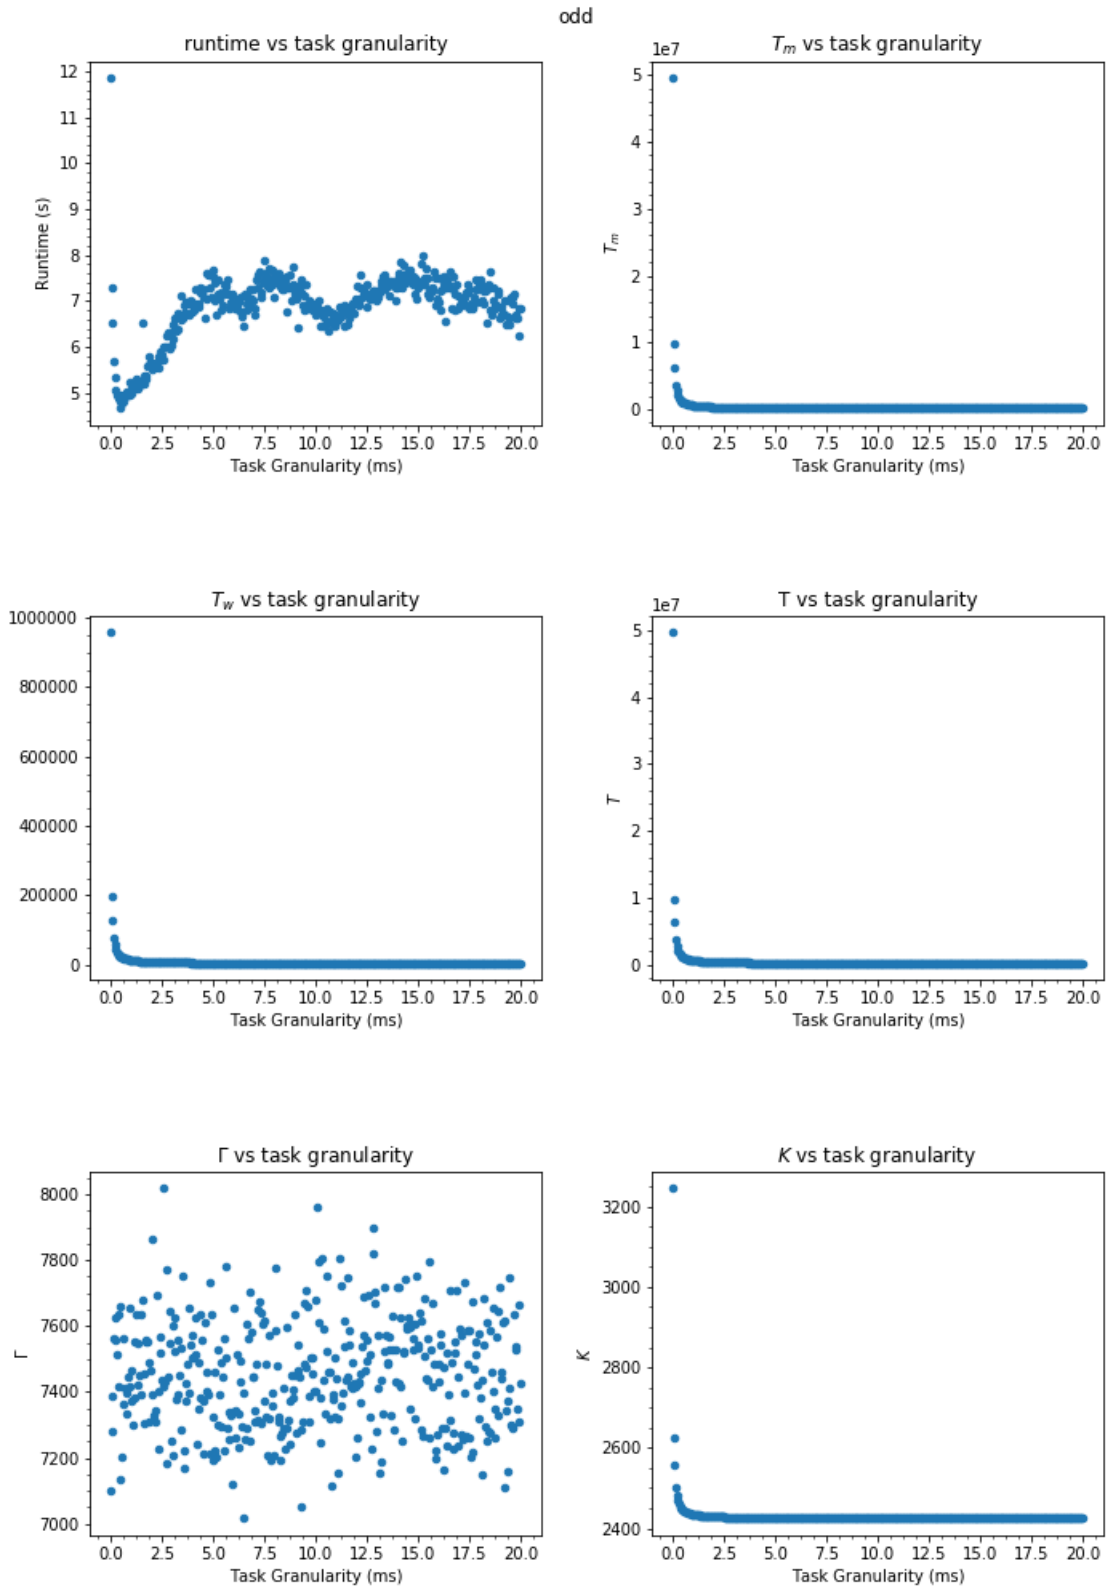 odd
runtime vs task granularity
12
11
10
9
8
7
6
5
Runtime (s)
0.0 2.5 5.0 7.5 10.0 12.5 15.0 17.5 20.0
Task Granularity (ms)
T_m vs task granularity
1e7
5
4
3
2
1
0
T_m
0.0 2.5 5.0 7.5 10.0 12.5 15.0 17.5 20.0
Task Granularity (ms)
T_w vs task granularity
1000000
800000
600000
400000
200000
0
0.0 2.5 5.0 7.5 10.0 12.5 15.0 17.5 20.0
Task Granularity (ms)
T vs task granularity
1e7
5
4
3
2
1
0
T
0.0 2.5 5.0 7.5 10.0 12.5 15.0 17.5 20.0
Task Granularity (ms)
Γ vs task granularity
8000
7800
7600
7400
7200
7000
Γ
0.0 2.5 5.0 7.5 10.0 12.5 15.0 17.5 20.0
Task Granularity (ms)
K vs task granularity
3200
3000
2800
2600
2400
K
0.0 2.5 5.0 7.5 10.0 12.5 15.0 17.5 20.0
Task Granularity (ms)